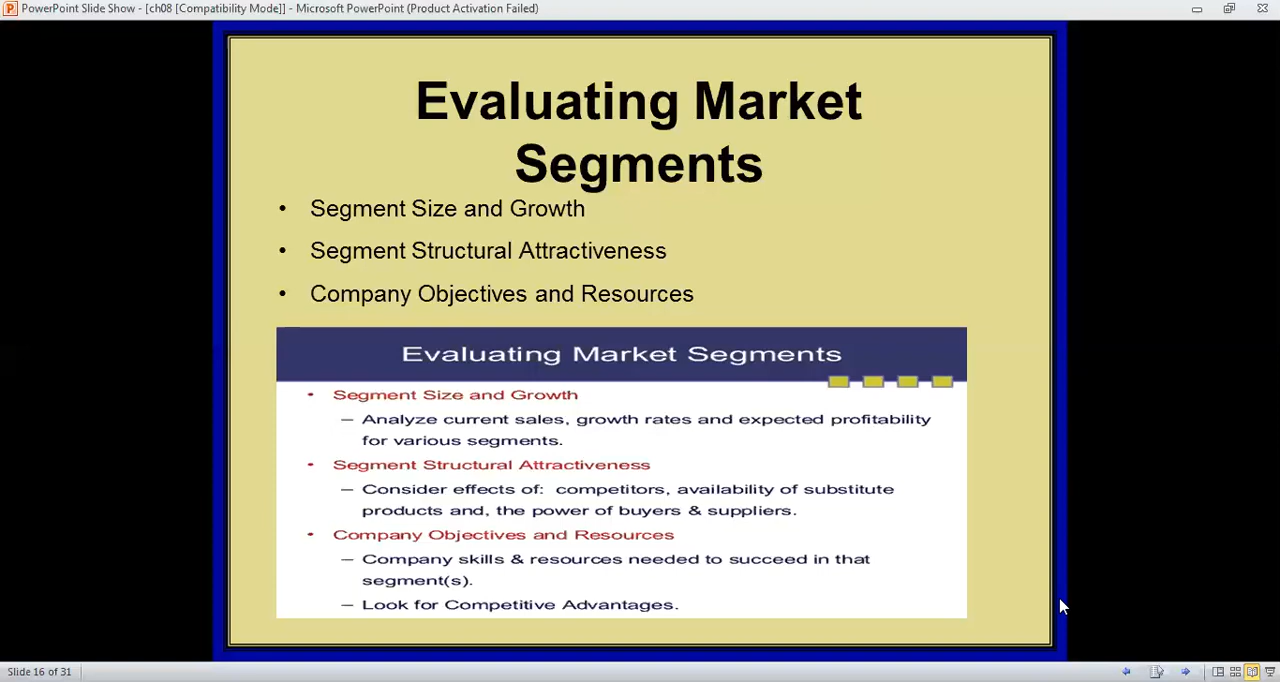 PowerPoint Slide Show - [ch08 [Compatibility Mode]] - Microsoft PowerPoint (Product Activation Failed)
Evaluating Market
Segments
• Segment Size and Growth
• Segment Structural Attractiveness
• Company Objectives and Resources
Evaluating Market Segments
• Segment Size and Growth
– Analyze current sales, growth rates and expected profitability
for various segments.
• Segment Structural Attractiveness
– Consider effects of: competitors, availability of substitute
products and, the power of buyers & suppliers.
• Company Objectives and Resources
– Company skills & resources needed to succeed in that
segment(s).
– Look for Competitive Advantages.
Slide 16 of 31